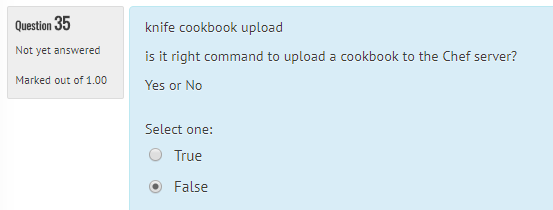 Question 35
Not yet answered
Marked out of 1.00
knife cookbook upload
is it right command to upload a cookbook to the Chef server?
Yes or No
Select one:
True
False